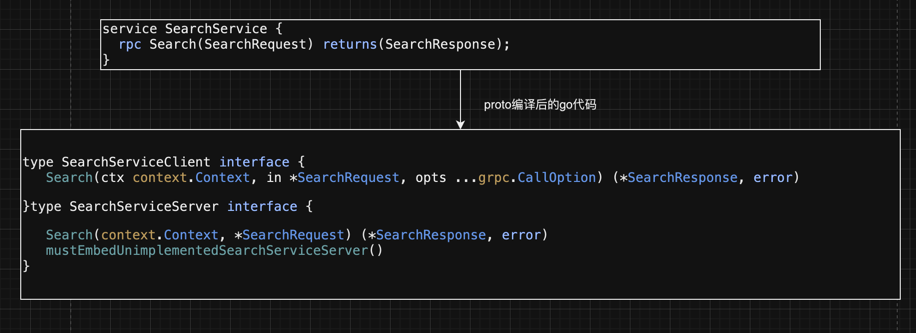 service SearchService {
rpc Search(SearchRequest) returns(SearchResponse);
}
proto编译后的go代码
type SearchServiceClient interface {
Search(ctx context.Context, in *SearchRequest, opts ...grpc.CallOption) (*SearchResponse, error)
}type SearchServiceServer interface {
Search(context.Context, *SearchRequest) (*SearchResponse, error)
mustEmbedUnimplementedSearchServiceServer()
}